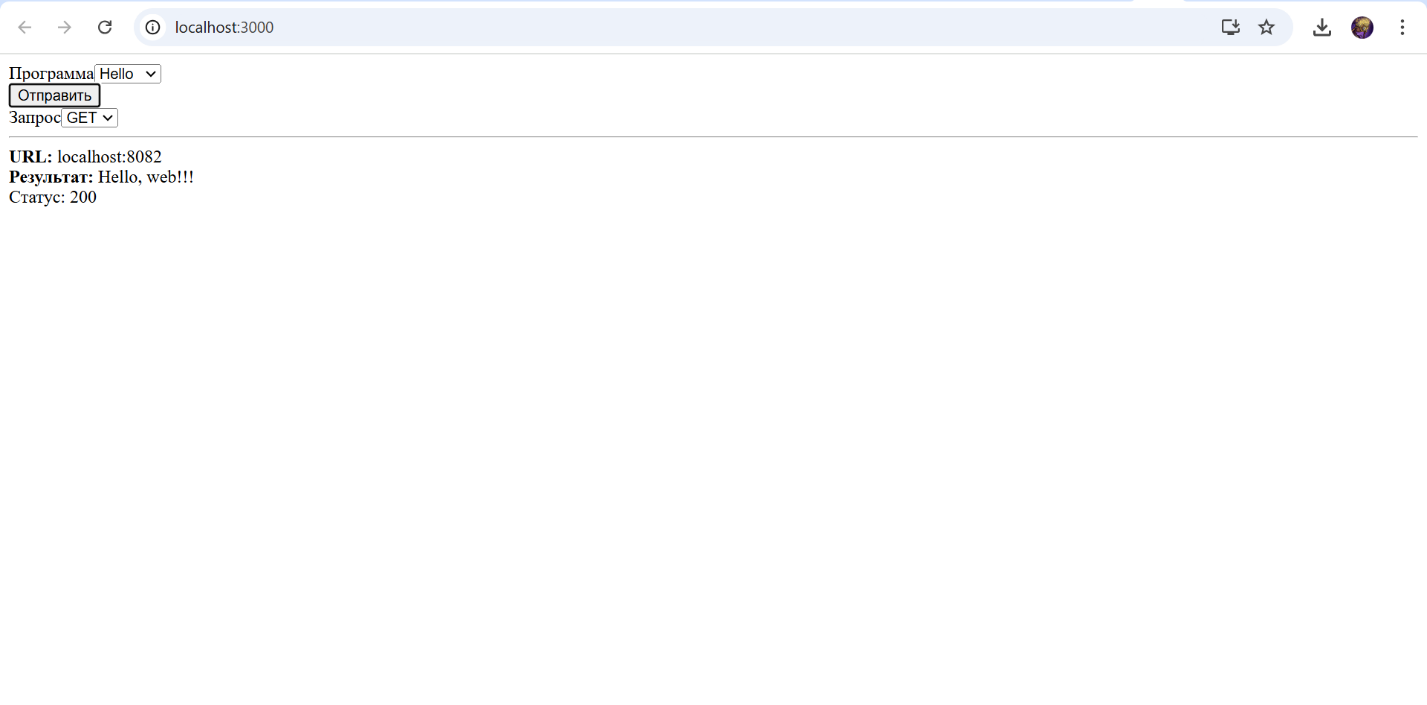 localhost:3000
Программа Hello
Отправить
Запрос GET
URL: localhost:8082
Результат: Hello, web!!!
Статус: 200